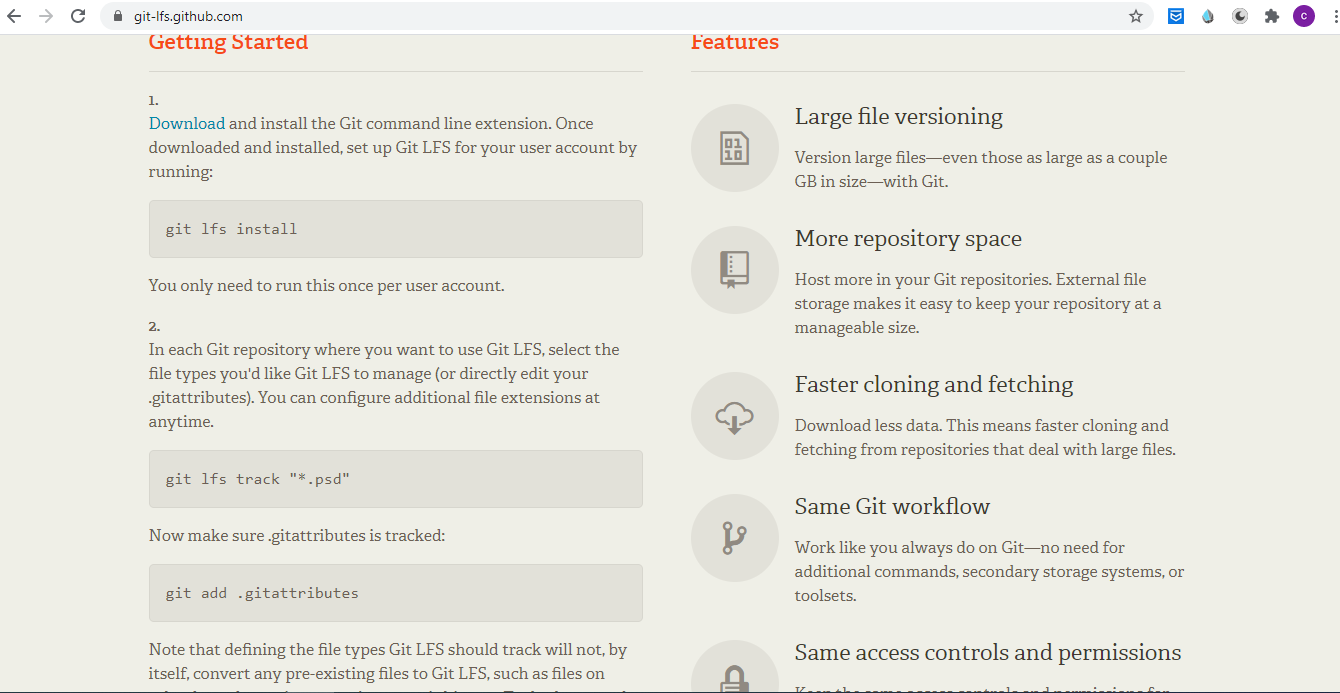 git-lfs.github.com
c
Getting Started
1.
Download and install the Git command line extension. Once
downloaded and installed, set up Git LFS for your user account by
running:
git lfs install
You only need to run this once per user account.
2.
In each Git repository where you want to use Git LFS, select the
file types you'd like Git LFS to manage (or directly edit your
.gitattributes). You can configure additional file extensions at
anytime.
git lfs track "*.psd"
Now make sure .gitattributes is tracked:
git add .gitattributes
Note that defining the file types Git LFS should track will not, by
itself, convert any pre-existing files to Git LFS, such as files on
Features
01
10
Large file versioning
Version large files—even those as large as a couple
GB in size—with Git.
More repository space
Host more in your Git repositories. External file
storage makes it easy to keep your repository at a
manageable size.
Faster cloning and fetching
Download less data. This means faster cloning and
fetching from repositories that deal with large files.
Same Git workflow
Work like you always do on Git—no need for
additional commands, secondary storage systems, or
toolsets.
Same access controls and permissions
Keep the same access controls and permissions for